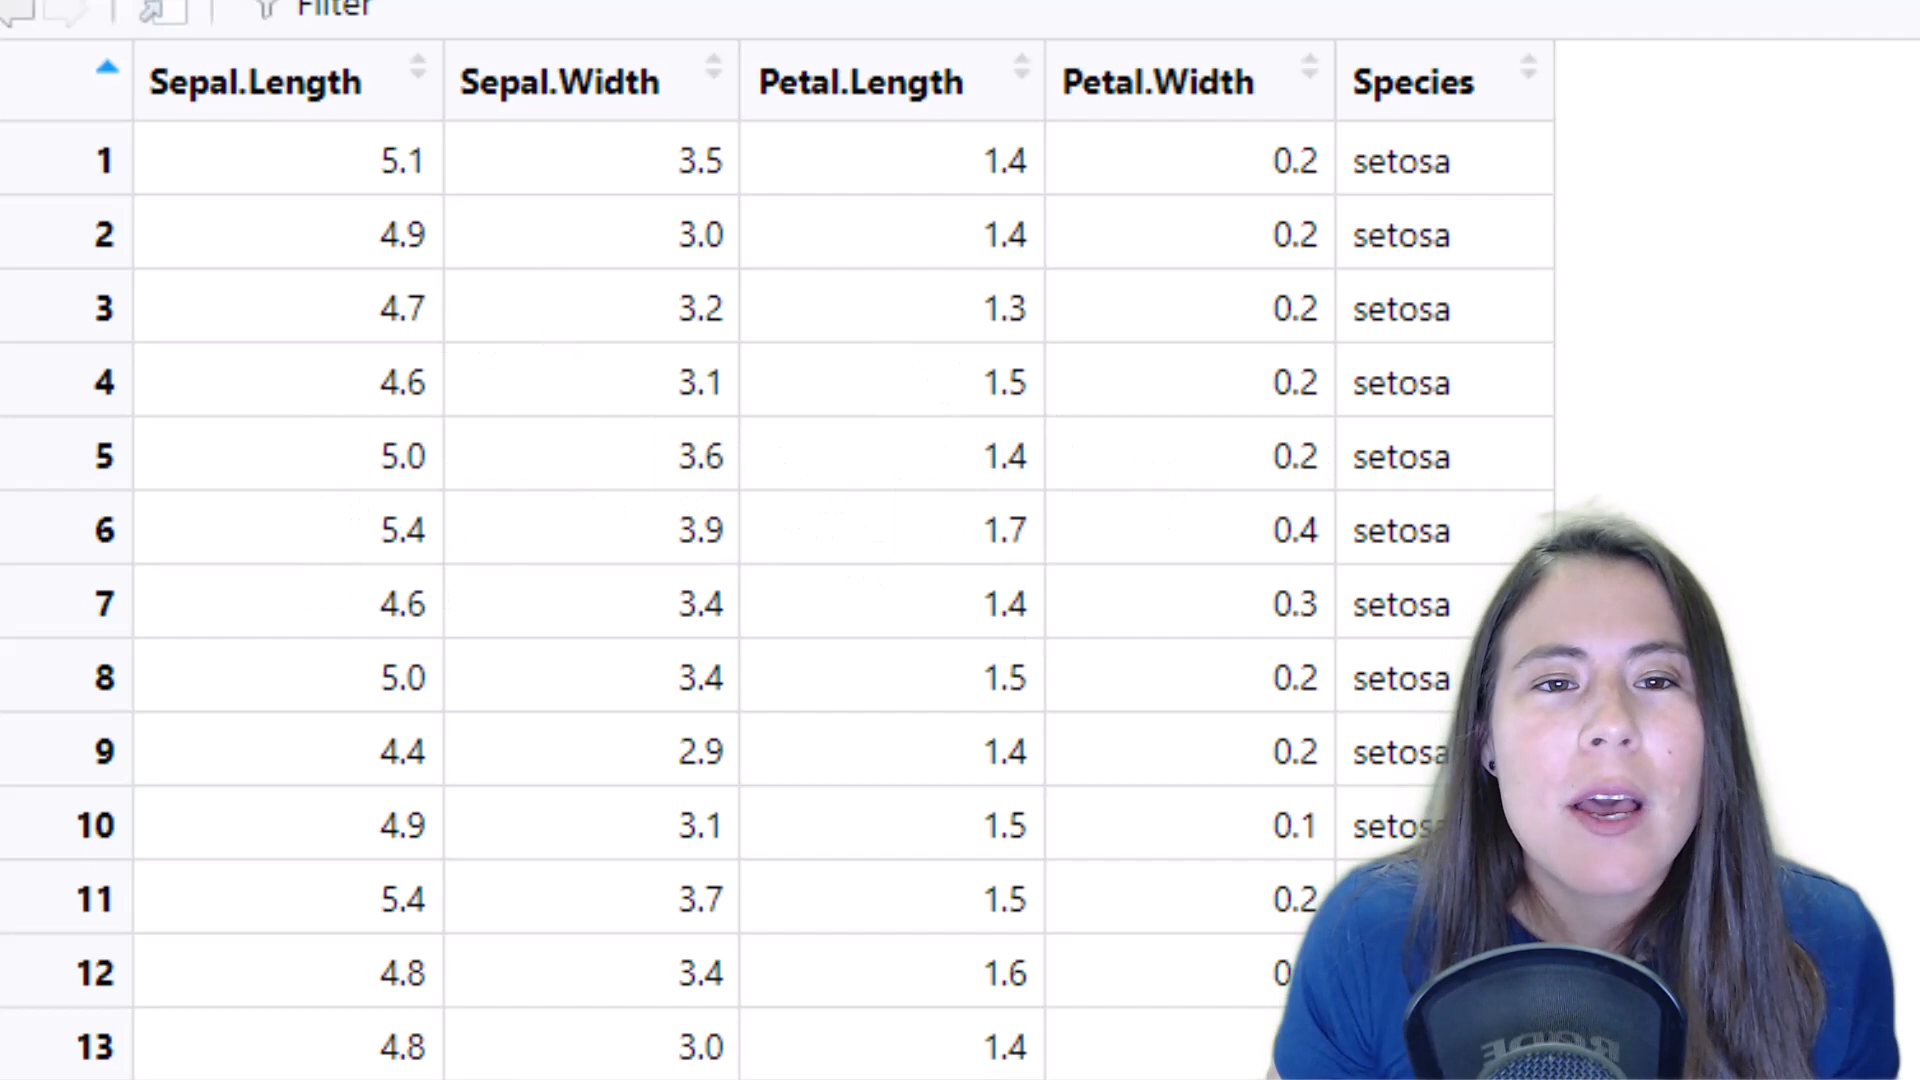 Filter
Sepal.Length Sepal.Width Petal.Length Petal.Width Species
1 5.1 3.5 1.4 0.2 setosa
2 4.9 3.0 1.4 0.2 setosa
3 4.7 3.2 1.3 0.2 setosa
4 4.6 3.1 1.5 0.2 setosa
5 5.0 3.6 1.4 0.2 setosa
6 5.4 3.9 1.7 0.4 setosa
7 4.6 3.4 1.4 0.3 setosa
8 5.0 3.4 1.5 0.2 setosa
9 4.4 2.9 1.4 0.2 setosa
10 4.9 3.1 1.5 0.1 setos
11 5.4 3.7 1.5 0.2
12 4.8 3.4 1.6 0
13 4.8 3.0 1.4